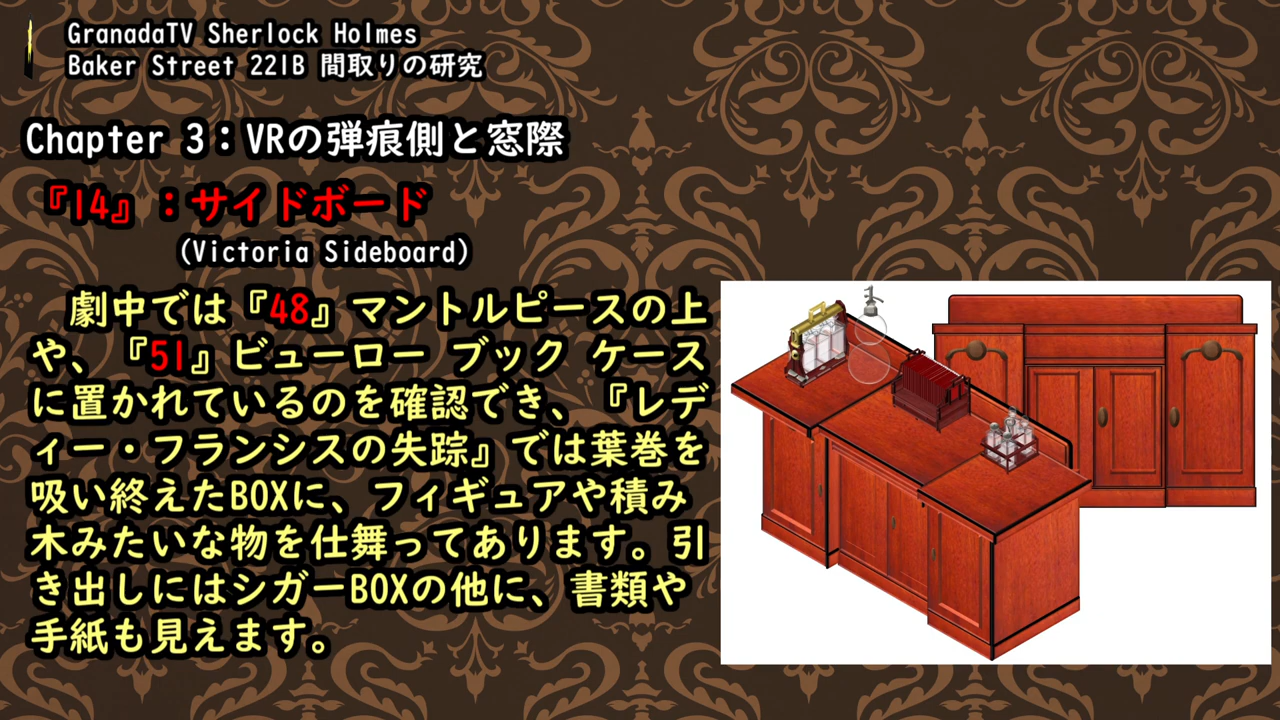 GranadaTV Sherlock Holmes
Baker Street 221B 間取りの研究
Chapter 3：VRの弾痕側と窓際
『14』：サイドボード
(Victoria Sideboard)
劇中では『48』マントルピースの上
や、『51』ビューロー ブック ケース
に置かれているのを確認でき、『レデ
ィー・フランシスの失踪』では葉巻を
吸い終えたBOXに、フィギュアや積み
木みたいな物を仕舞ってあります。引
き出しにはシガーBOXの他に、書類や
手紙も見えます。